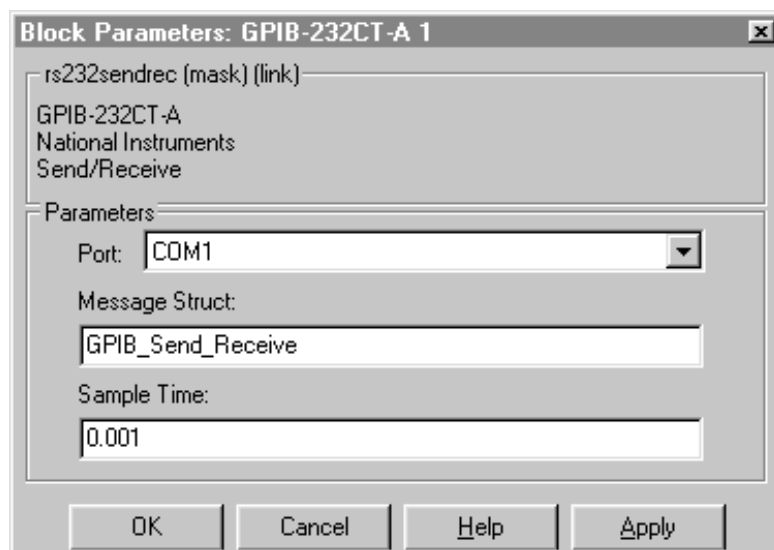 Block Parameters: GPIB-232CT-A 1
rs232sendrec (mask) (link)
GPIB-232CT-A
National Instruments
Send/Receive
Parameters
Port: COM1
Message Struct:
GPIB_Send_Receive
Sample Time:
0.001
OK Cancel Help Apply